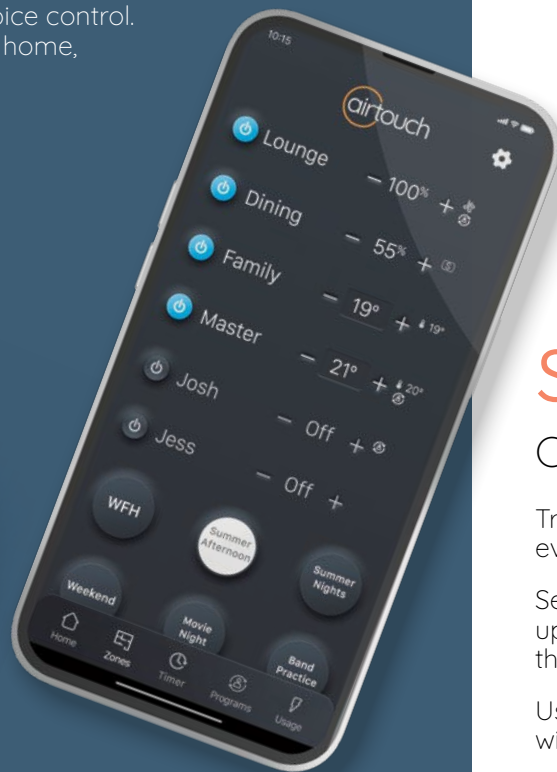 oice control.
home,
10:15
airtouch
Lounge - 100% +
Dining - 55% +
Family - 19° + 19°
Master - 21° + 20°
Josh - Off +
Jess - Off +
WFH
Summer
Afternoon
Summer
Nights
Weekend
Movie
Night
Band
Practice
Home
Zones
Timer
Programs
Usage
S
C
Tr
ev
Se
up
th
Us
wi